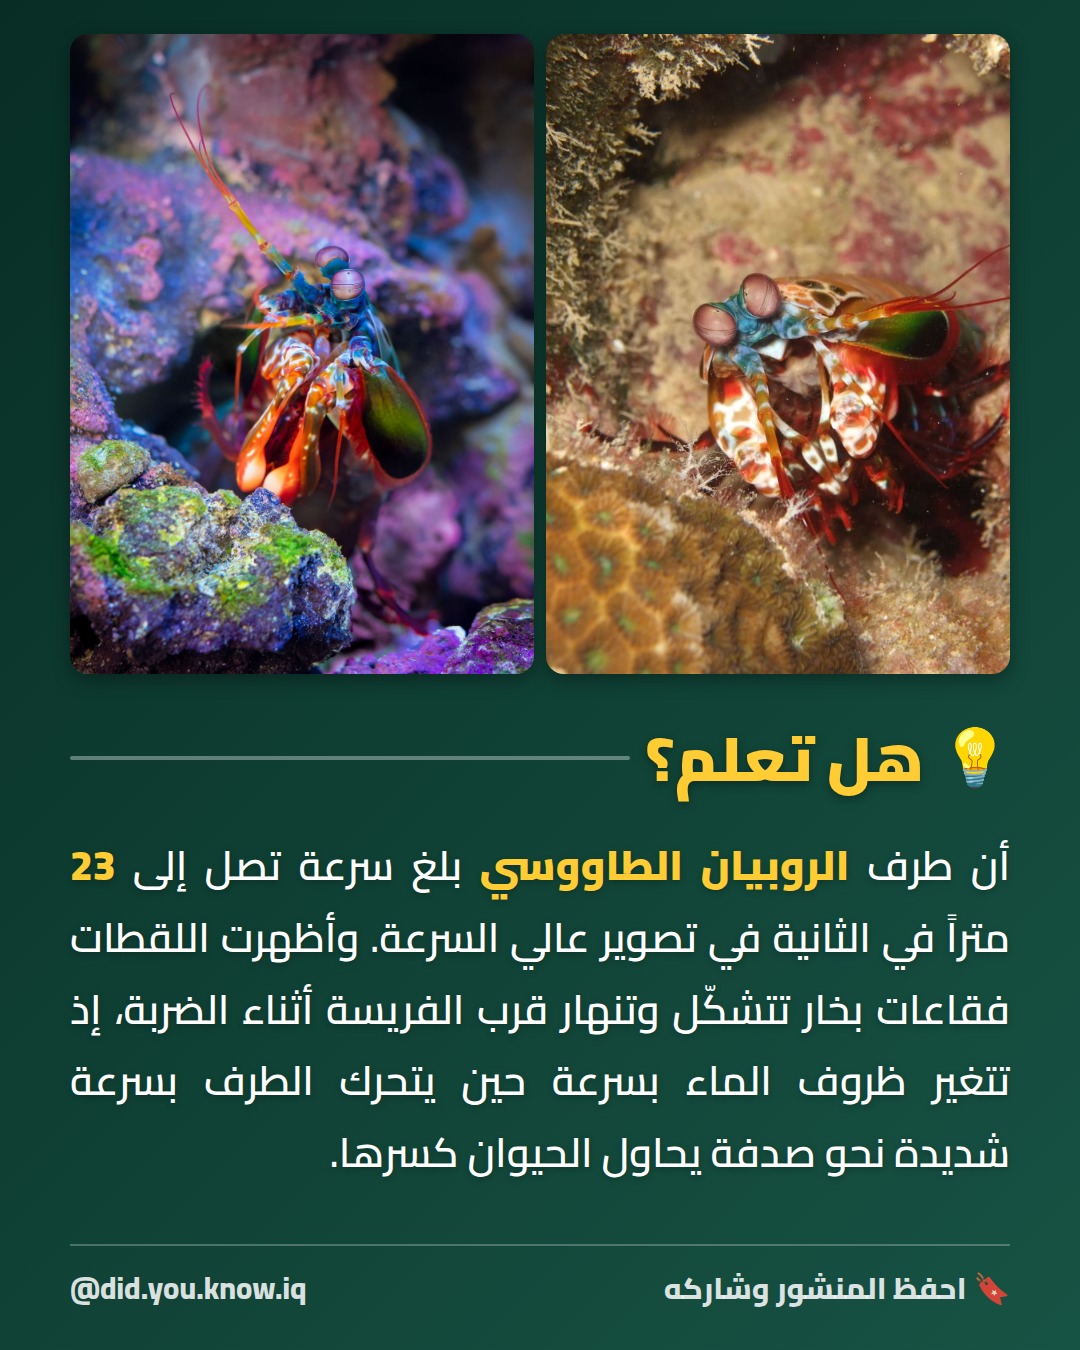 هل تعلم؟
أن طرف الروبيان الطاووسي بلغ سرعة تصل إلى 23
متراً في الثانية في تصوير عالي السرعة. وأظهرت اللقطات
فقاعات بخار تتشكّل وتنهار قرب الفريسة أثناء الضربة، إذ
تتغير ظروف الماء بسرعة حين يتحرك الطرف بسرعة
شديدة نحو صدفة يحاول الحيوان كسرها.
احفظ المنشور وشاركه
@did.you.know.iq